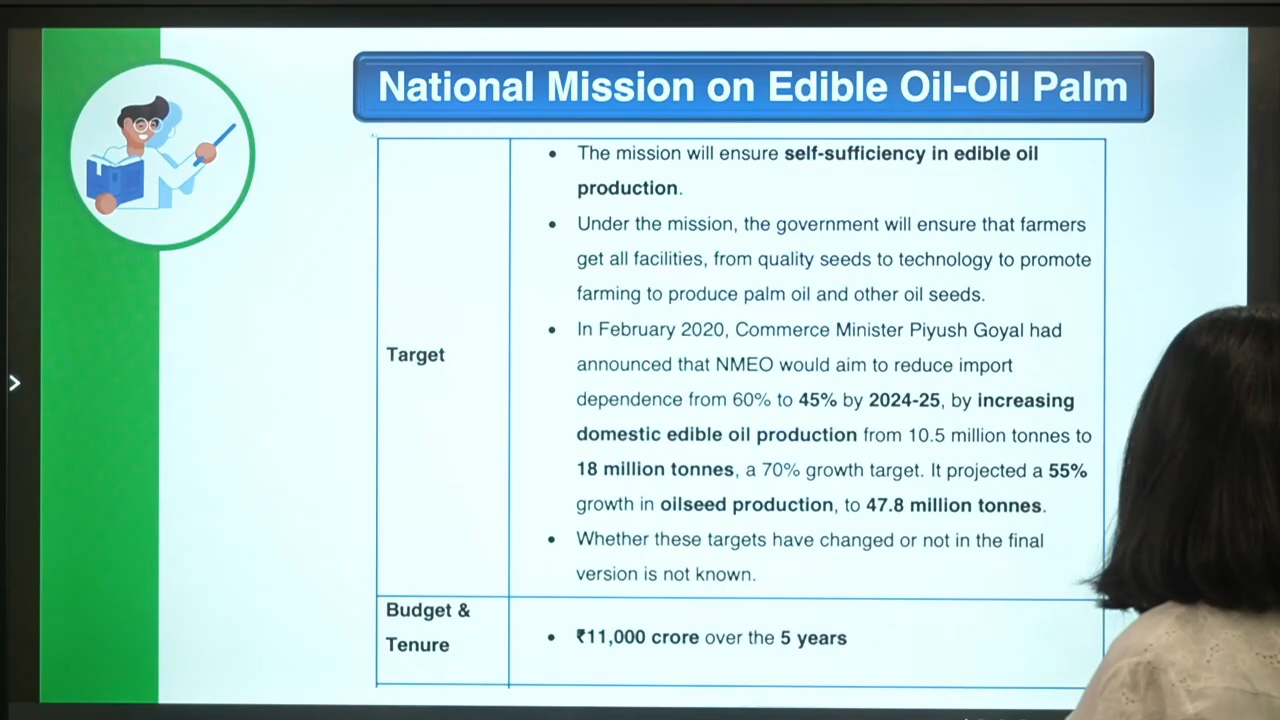 National Mission on Edible Oil-Oil Palm
Target
• The mission will ensure self-sufficiency in edible oil
production.
• Under the mission, the government will ensure that farmers
get all facilities, from quality seeds to technology to promote
farming to produce palm oil and other oil seeds.
• In February 2020, Commerce Minister Piyush Goyal had
announced that NMEO would aim to reduce import
dependence from 60% to 45% by 2024-25, by increasing
domestic edible oil production from 10.5 million tonnes to
18 million tonnes, a 70% growth target. It projected a 55%
growth in oilseed production, to 47.8 million tonnes.
• Whether these targets have changed or not in the final
version is not known.
Budget &
Tenure
• ₹11,000 crore over the 5 years